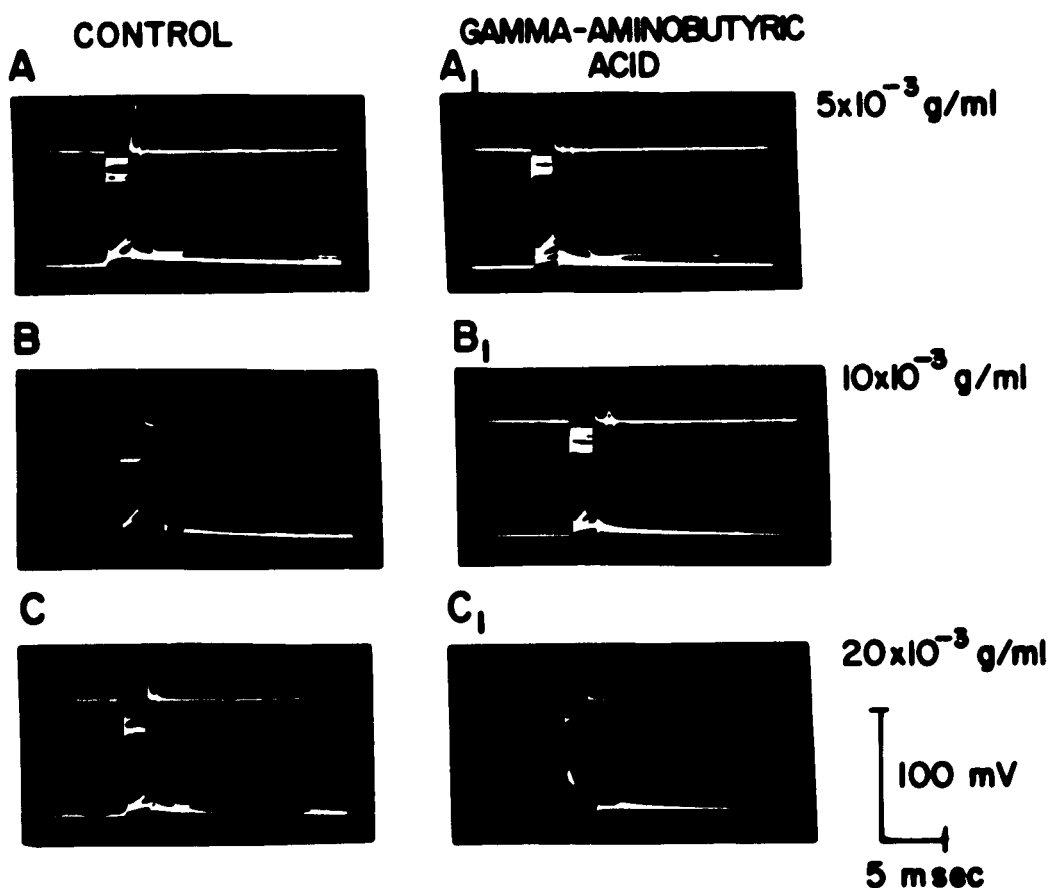 CONTROL
GAMMA-AMINOBUTYRIC
ACID
A
A1
5x10⁻³ g/ml
B
B1
10x10⁻³ g/ml
C
C1
20x10⁻³ g/ml
100 mV
5 msec